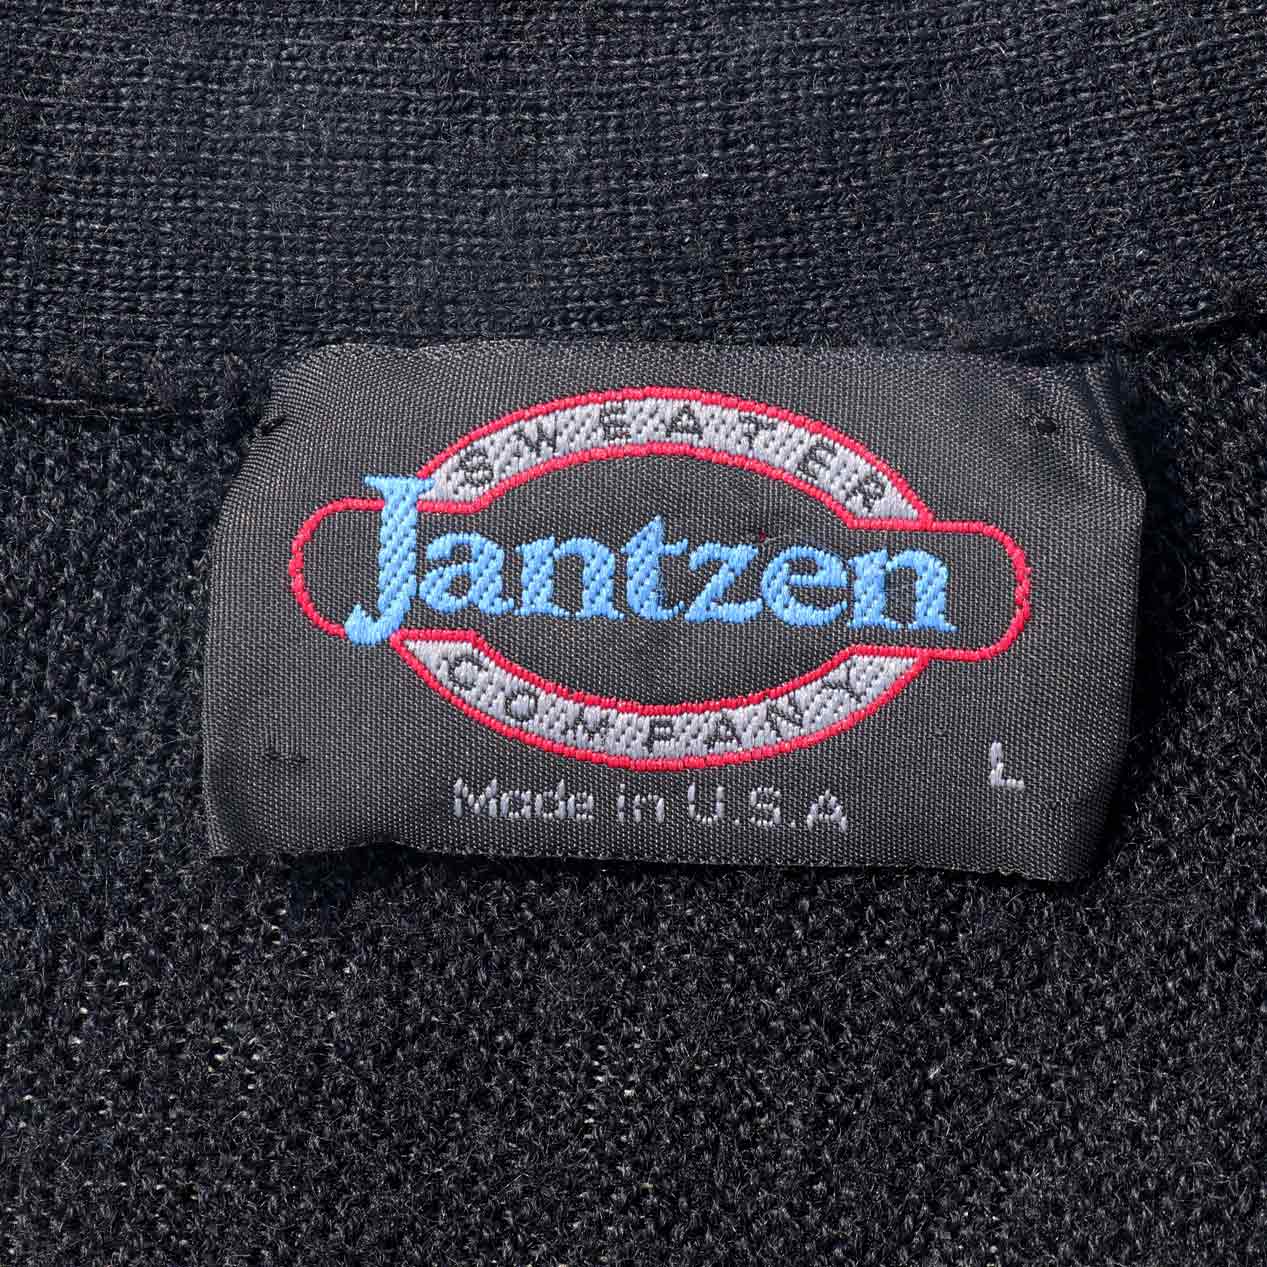 SWEATER
Jantzen
COMPANY
L
Made in U.S.A